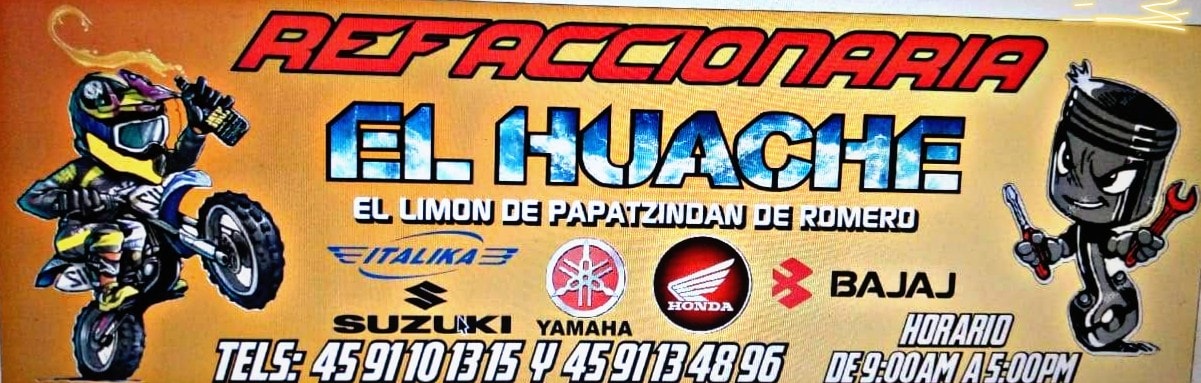 REFACCIONARIA
EL HUACHE
EL LIMON DE PAPATZINDAN DE ROMERO
ITALIKA
SUZUKI
YAMAHA
HONDA
BAJAJ
HORARIO
DE 9:00AM A 5:00PM
TELS: 45 91 10 13 15 Y 45 91 13 48 96